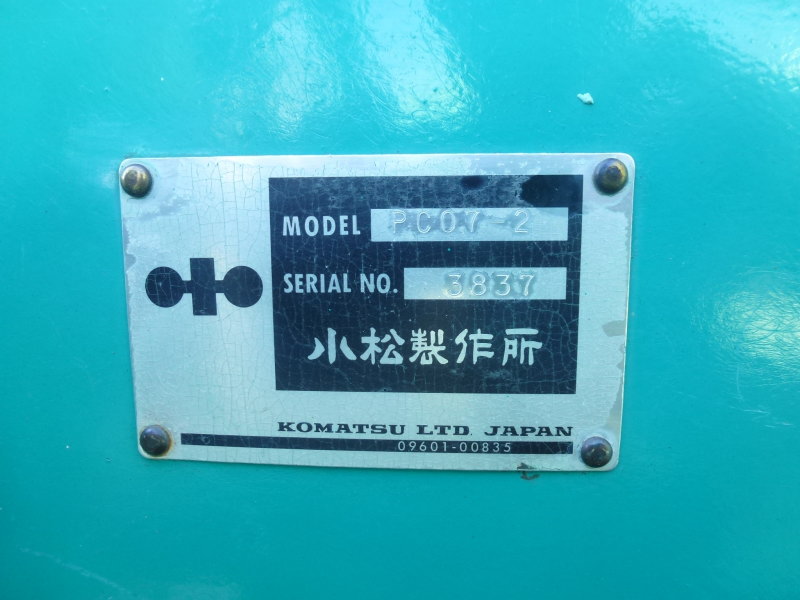 MODEL PC07-2
SERIAL NO. 3837
小松製作所
KOMATSU LTD. JAPAN
09601-00835